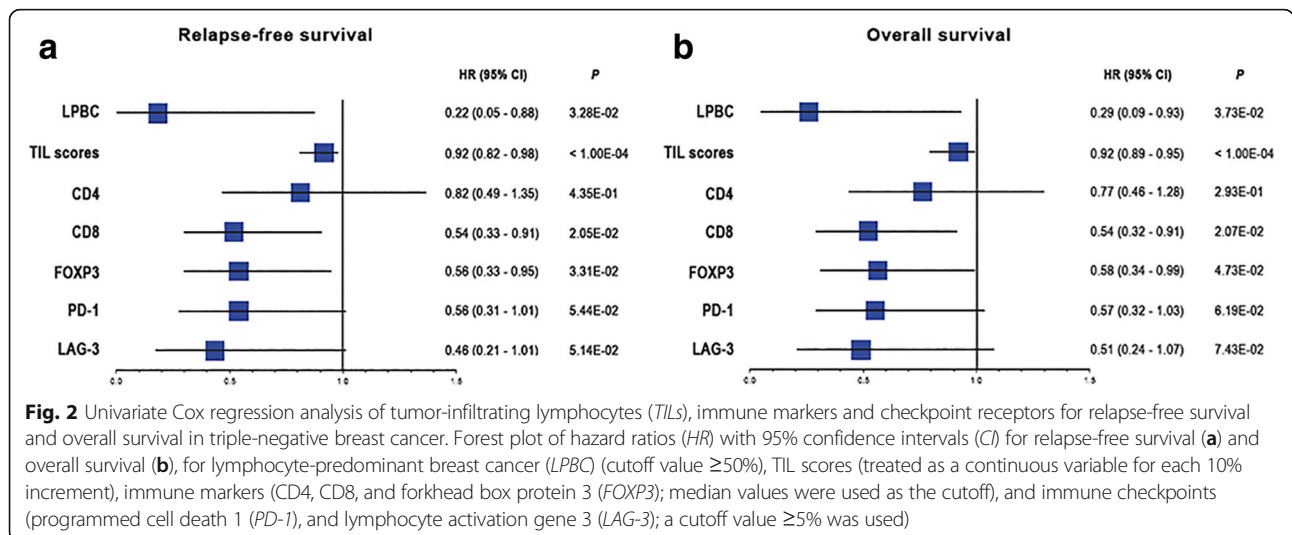 a Relapse-free survival
HR (95% CI) P
LPBC 0.22 (0.05 - 0.88) 3.28E-02
TIL scores 0.92 (0.82 - 0.98) < 1.00E-04
CD4 0.82 (0.49 - 1.35) 4.35E-01
CD8 0.54 (0.33 - 0.91) 2.05E-02
FOXP3 0.56 (0.33 - 0.95) 3.31E-02
PD-1 0.56 (0.31 - 1.01) 5.44E-02
LAG-3 0.46 (0.21 - 1.01) 5.14E-02
0.0 0.5 1.0 1.5
b Overall survival
HR (95% CI) P
LPBC 0.29 (0.09 - 0.93) 3.73E-02
TIL scores 0.92 (0.89 - 0.95) < 1.00E-04
CD4 0.77 (0.46 - 1.28) 2.93E-01
CD8 0.54 (0.32 - 0.91) 2.07E-02
FOXP3 0.58 (0.34 - 0.99) 4.73E-02
PD-1 0.57 (0.32 - 1.03) 6.19E-02
LAG-3 0.51 (0.24 - 1.07) 7.43E-02
0.0 0.5 1.0 1.5
Fig. 2 Univariate Cox regression analysis of tumor-infiltrating lymphocytes (TILs), immune markers and checkpoint receptors for relapse-free survival
and overall survival in triple-negative breast cancer. Forest plot of hazard ratios (HR) with 95% confidence intervals (CI) for relapse-free survival (a) and
overall survival (b), for lymphocyte-predominant breast cancer (LPBC) (cutoff value ≥50%), TIL scores (treated as a continuous variable for each 10%
increment), immune markers (CD4, CD8, and forkhead box protein 3 (FOXP3); median values were used as the cutoff), and immune checkpoints
(programmed cell death 1 (PD-1), and lymphocyte activation gene 3 (LAG-3); a cutoff value ≥5% was used)